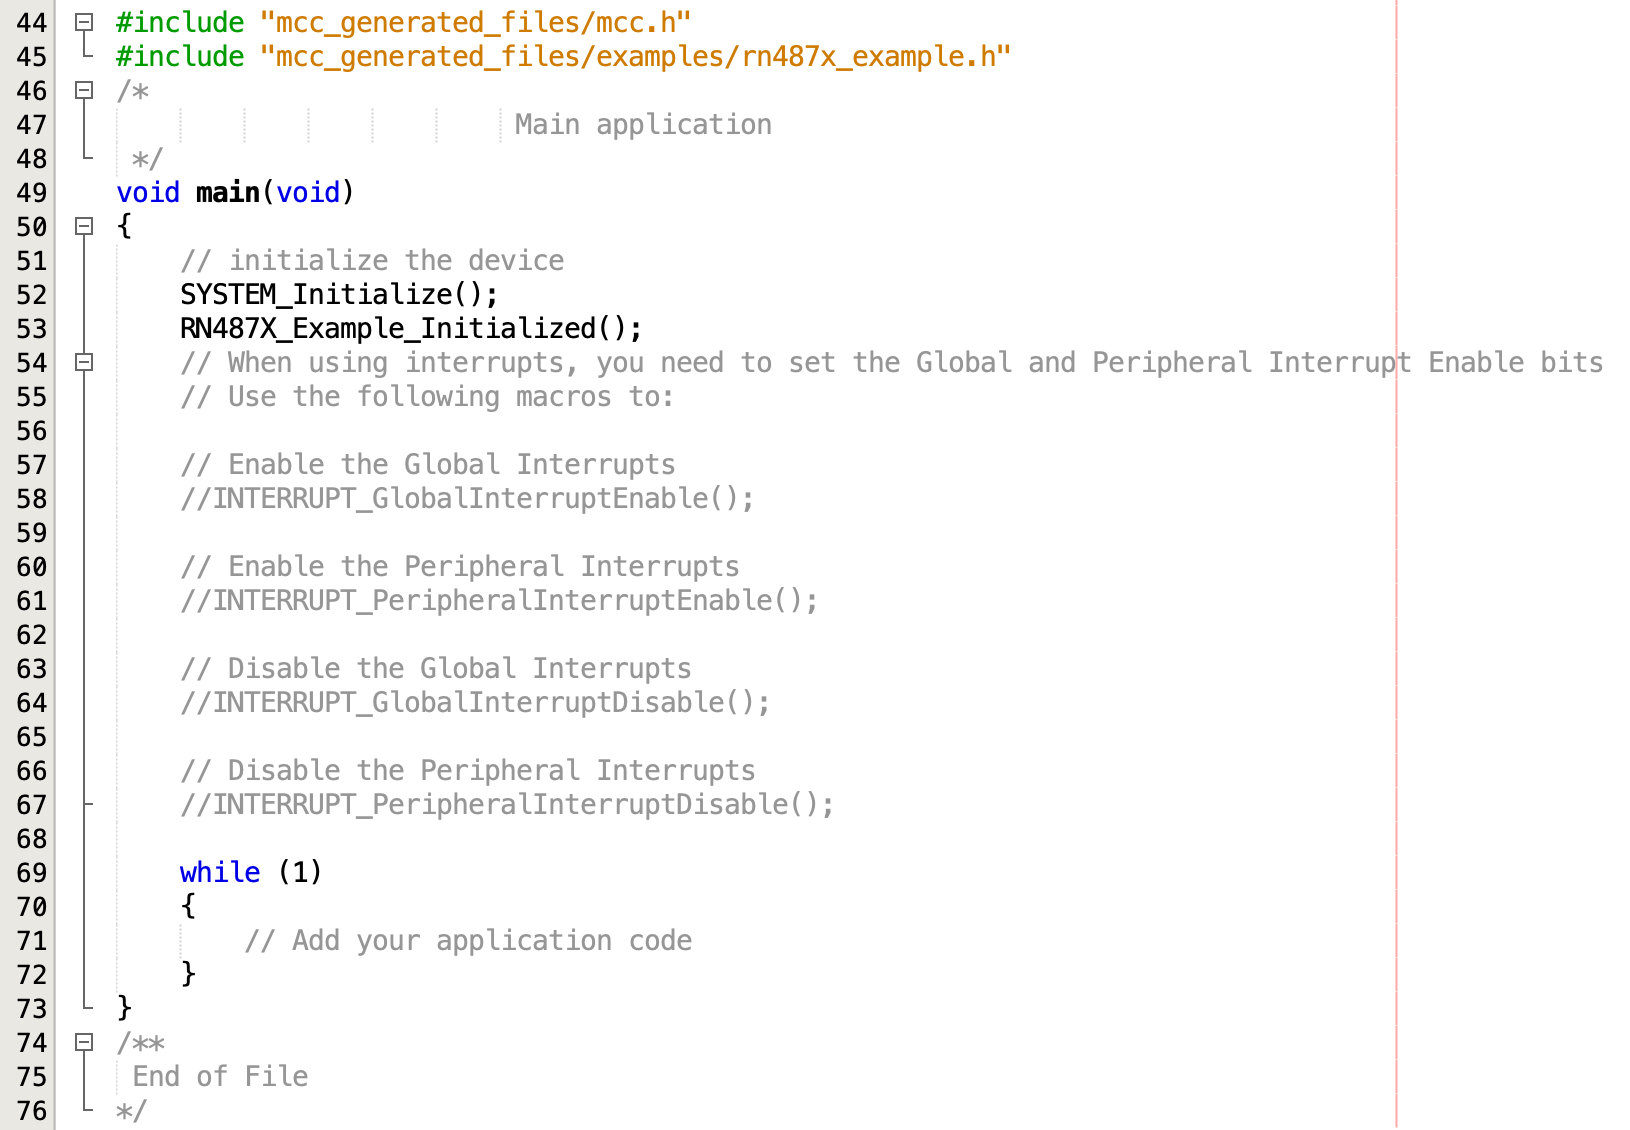 44 #include "mcc_generated_files/mcc.h"
45 #include "mcc_generated_files/examples/rn487x_example.h"
46 /*
47                          Main application
48  */
49 void main(void)
50 {
51     // initialize the device
52     SYSTEM_Initialize();
53     RN487X_Example_Initialized();
54     // When using interrupts, you need to set the Global and Peripheral Interrupt Enable bits
55     // Use the following macros to:
56
57     // Enable the Global Interrupts
58     //INTERRUPT_GlobalInterruptEnable();
59
60     // Enable the Peripheral Interrupts
61     //INTERRUPT_PeripheralInterruptEnable();
62
63     // Disable the Global Interrupts
64     //INTERRUPT_GlobalInterruptDisable();
65
66     // Disable the Peripheral Interrupts
67     //INTERRUPT_PeripheralInterruptDisable();
68
69     while (1)
70     {
71         // Add your application code
72     }
73 }
74 /**
75  End of File
76 */